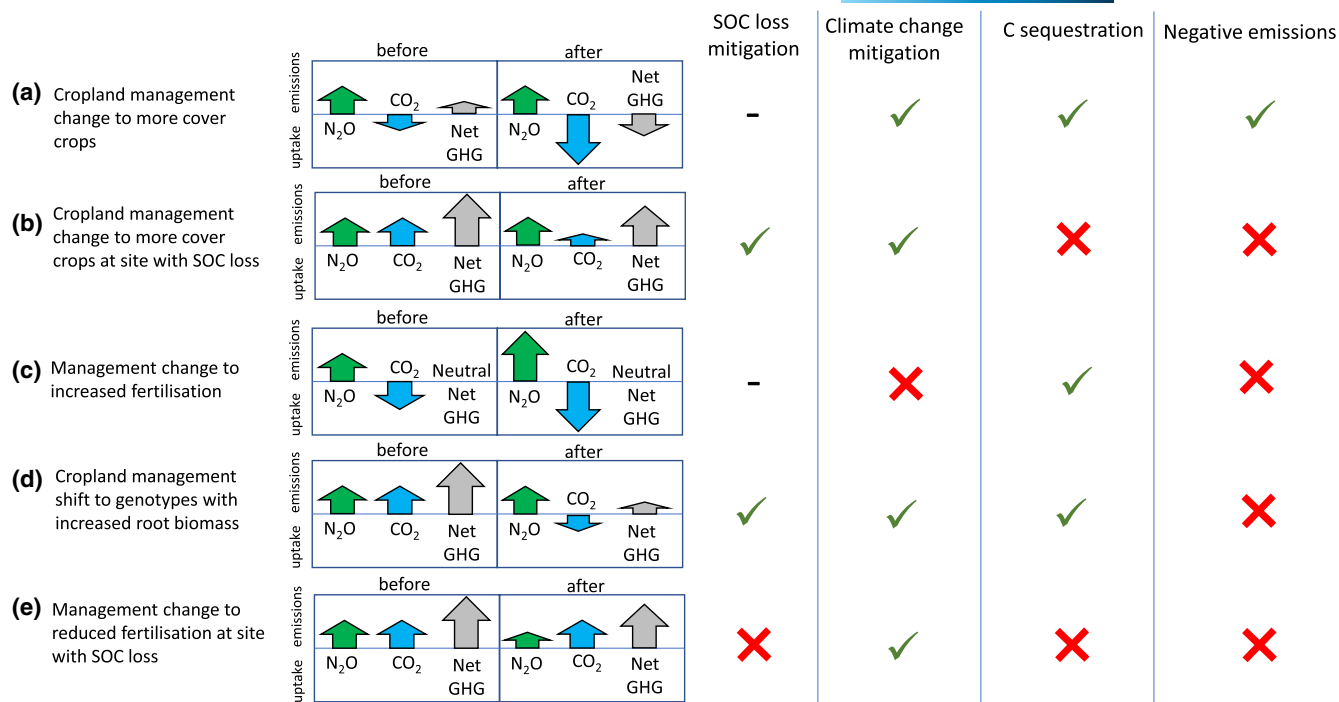 SOC loss
mitigation
Climate change
mitigation
C sequestration
Negative emissions
(a) Cropland management
change to more cover
crops
before
after
emissions
uptake
N₂O
CO₂
Net
GHG
N₂O
CO₂
Net
GHG
-
(b) Cropland management
change to more cover
crops at site with SOC loss
before
after
emissions
uptake
N₂O
CO₂
Net
GHG
N₂O
CO₂
Net
GHG
(c) Management change to
increased fertilisation
before
after
emissions
uptake
N₂O
CO₂
Neutral
Net
GHG
N₂O
CO₂
Neutral
Net
GHG
-
(d) Cropland management
shift to genotypes with
increased root biomass
before
after
emissions
uptake
N₂O
CO₂
Net
GHG
N₂O
CO₂
Net
GHG
(e) Management change to
reduced fertilisation at site
with SOC loss
before
after
emissions
uptake
N₂O
CO₂
Net
GHG
N₂O
CO₂
Net
GHG